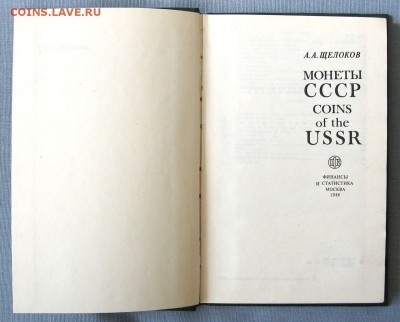 COINS.LAVE.RU
А. А. ЩЕЛОКОВ
МОНЕТЫ
СССР
COINS
of the
USSR
ФИНАНСЫ
И СТАТИСТИКА
МОСКВА